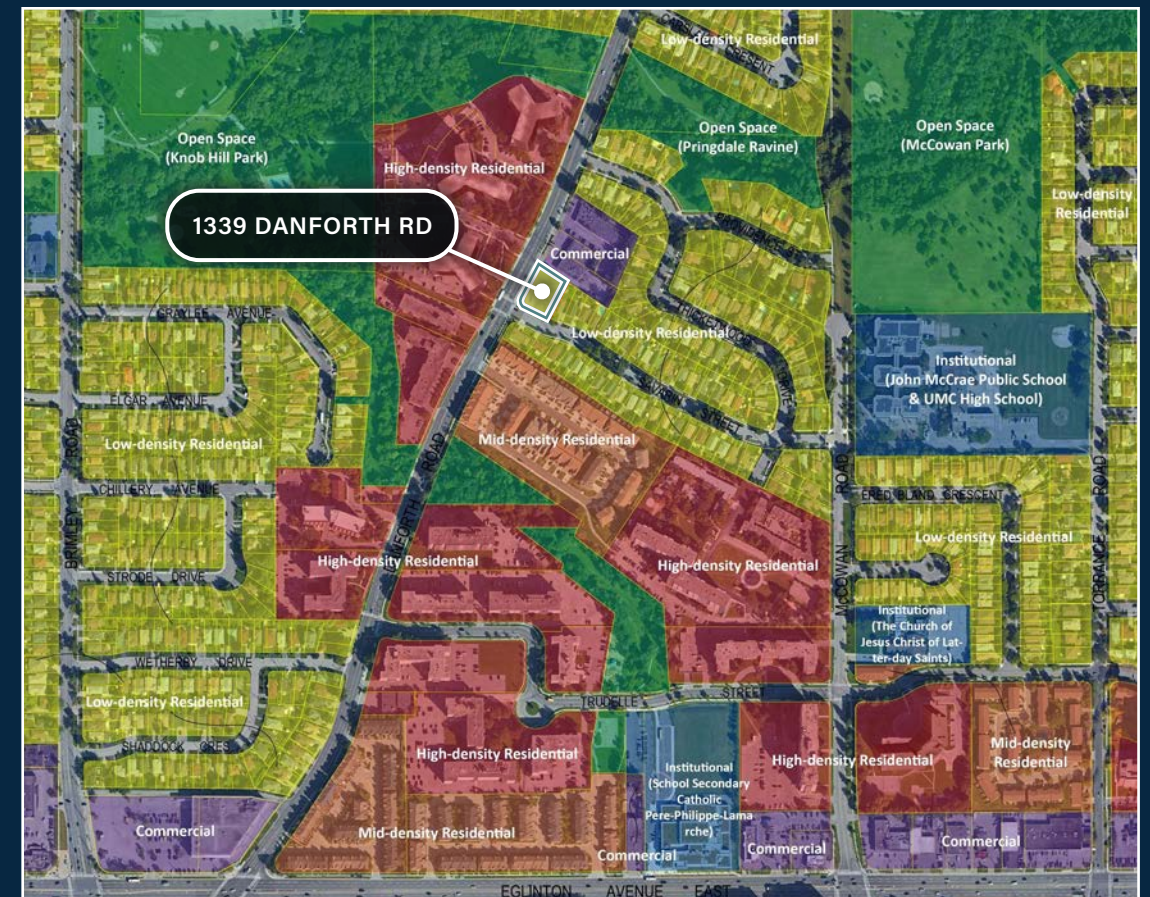 Low-density Residential
CRESCENT
Open Space
(Knob Hill Park)
Open Space
(Pringdale Ravine)
Open Space
(McCowan Park)
High-density Residential
Low-density
Residential
1339 DANFORTH RD
Commercial
GRAYLEE AVENUE
Low-density Residential
DRIVE
SAVARIN STREET
Institutional
(John McCrae Public School
& UMC High School)
ELGAR AVENUE
Low-density Residential
Mid-density Residential
BRIMLEY ROAD
DANFORTH ROAD
McCOWAN ROAD
TORRANCE ROAD
CHILLERY AVENUE
FRED BLAND CRESCENT
Low-density Residential
High-density Residential
High-density Residential
STRODE DRIVE
Institutional
(The Church of
Jesus Christ of Lat-
ter-day Saints)
WETHERBY DRIVE
Low-density Residential
TRUDELLE STREET
SHADDOCK CRES
High-density Residential
High-density Residential
Mid-density
Residential
Institutional
(School Secondary
Catholic
Pere-Philippe-Lama
rche)
Commercial
Mid-density Residential
Commercial
Commercial
Commercial
EGLINTON AVENUE EAST